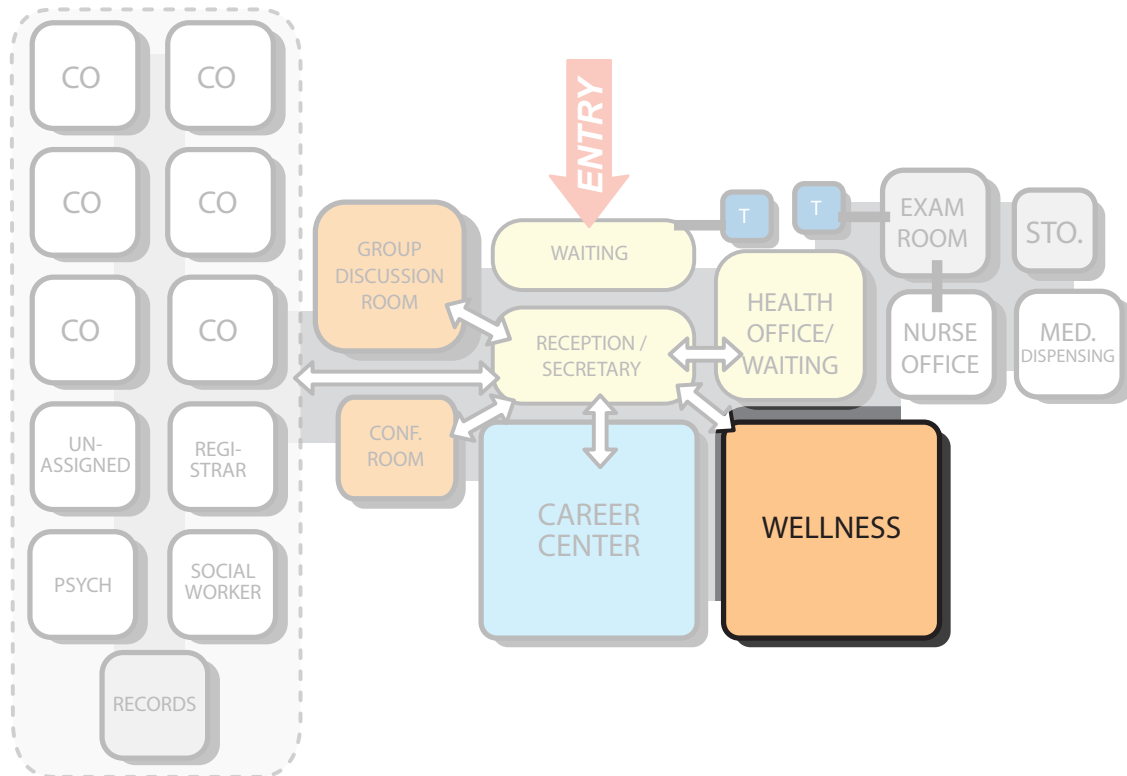 CO
CO
ENTRY
CO
CO
T
T
EXAM
ROOM
STO.
GROUP
DISCUSSION
ROOM
WAITING
HEALTH
OFFICE/
WAITING
CO
CO
RECEPTION /
SECRETARY
NURSE
OFFICE
MED.
DISPENSING
UN-
ASSIGNED
REGI-
STRAR
CONF.
ROOM
CAREER
CENTER
WELLNESS
PSYCH
SOCIAL
WORKER
RECORDS